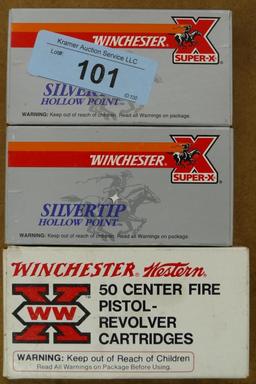 Kramer Auction Service LLC
Lot#:
101
WINCHESTER
X
SUPER-X
SILVERTIP
HOLLOW POINT
WARNING: Keep out of reach of children. Read all Warnings on package.
WINCHESTER
X
SUPER-X
SILVERTIP
HOLLOW POINT
WARNING: Keep out of reach of children. Read all Warnings on package.
WINCHESTER Western
X
WW
50 CENTER FIRE
PISTOL-
REVOLVER
CARTRIDGES
WARNING: Keep out of Reach of Children
Read All Warnings on Package Before Using.